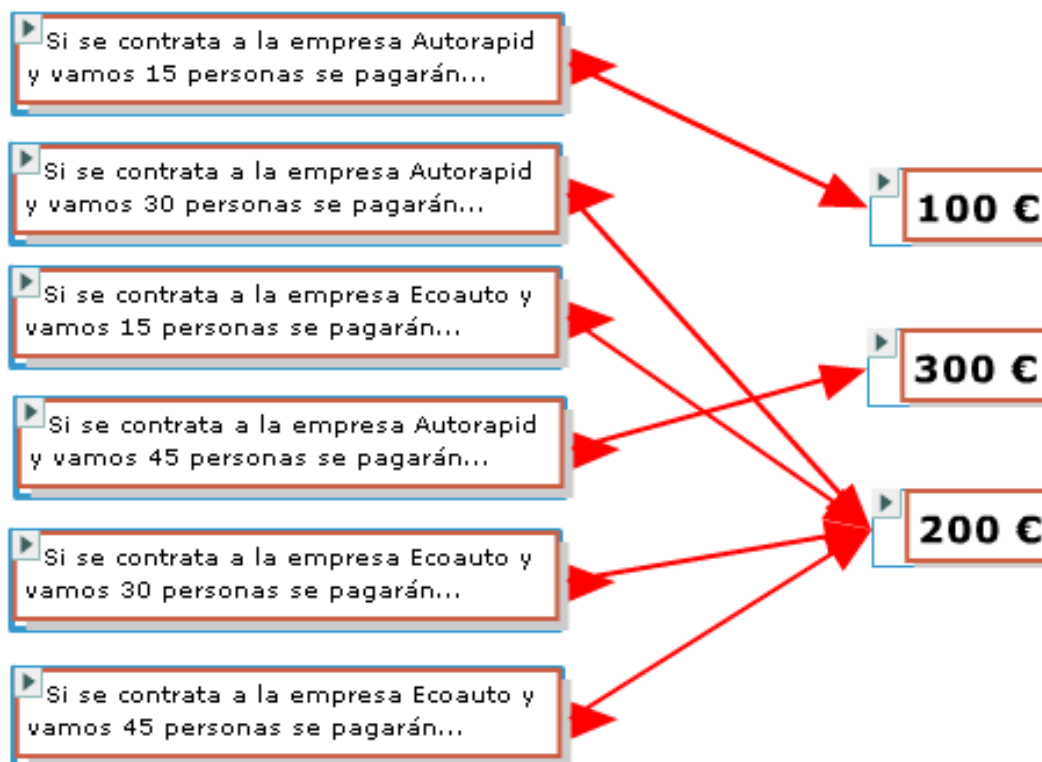 Si se contrata a la empresa Autorapid
y vamos 15 personas se pagarán...
Si se contrata a la empresa Autorapid
y vamos 30 personas se pagarán...
Si se contrata a la empresa Ecoauto y
vamos 15 personas se pagarán...
Si se contrata a la empresa Autorapid
y vamos 45 personas se pagarán...
Si se contrata a la empresa Ecoauto y
vamos 30 personas se pagarán...
Si se contrata a la empresa Ecoauto y
vamos 45 personas se pagarán...
100 €
300 €
200 €